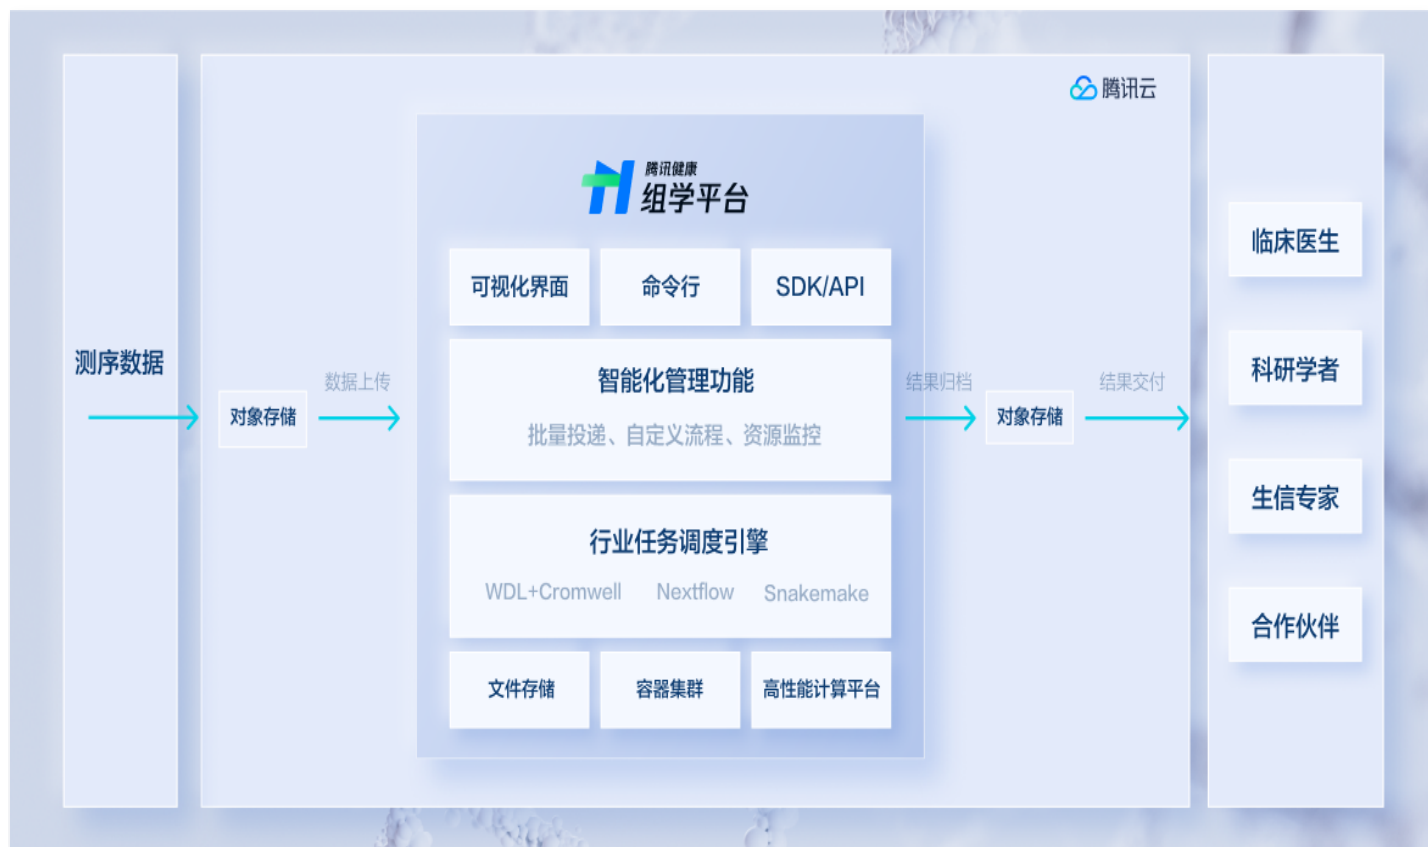 腾讯云
腾讯健康
组学平台
可视化界面
命令行
SDK/API
测序数据
数据上传
对象存储
智能化管理功能
批量投递、自定义流程、资源监控
行业任务调度引擎
WDL+Cromwell
Nextflow
Snakemake
文件存储
容器集群
高性能计算平台
结果归档
对象存储
结果交付
临床医生
科研学者
生信专家
合作伙伴